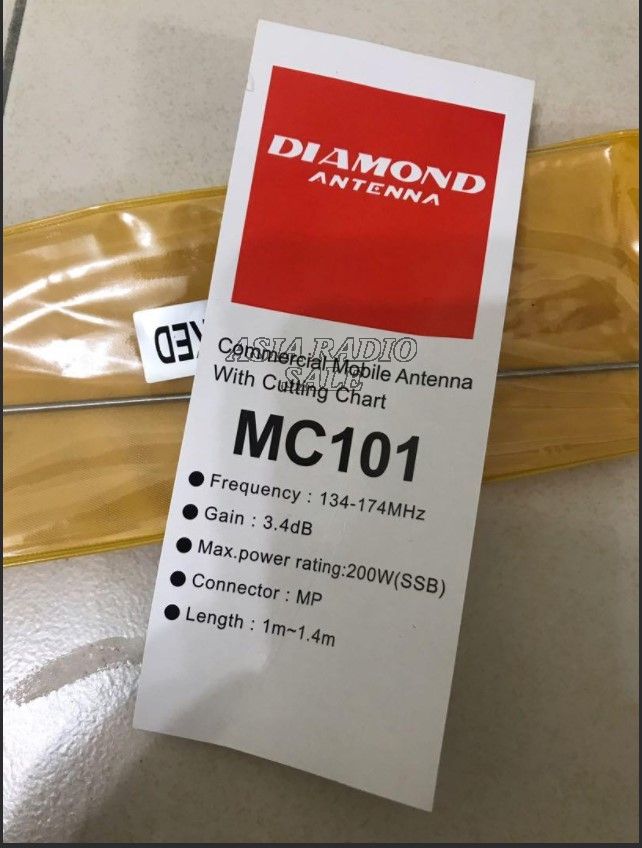 DIAMOND
ANTENNA
Commercial Mobile Antenna
With Cutting Chart
MC101
● Frequency : 134-174MHz
● Gain : 3.4dB
● Max.power rating:200W(SSB)
● Connector : MP
● Length : 1m~1.4m
ASIA RADIO
SALE